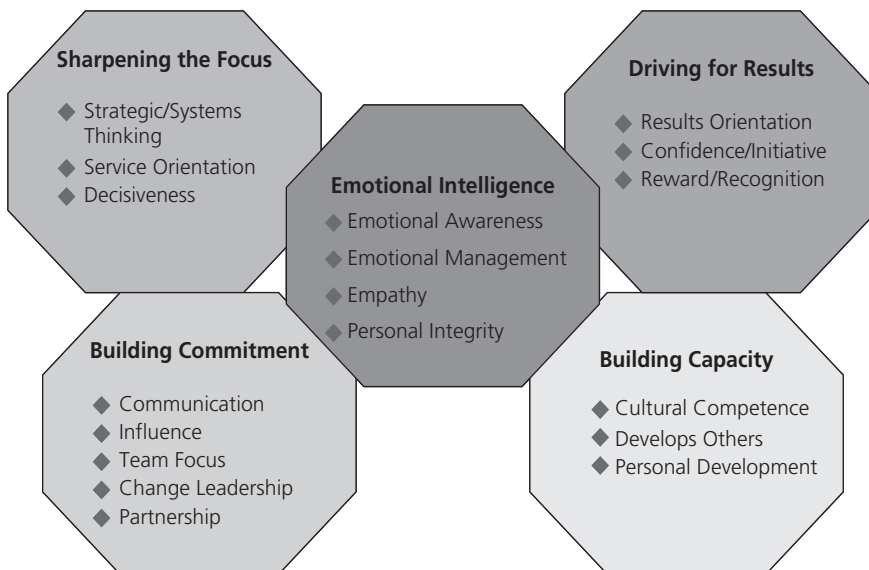 Sharpening the Focus
◆ Strategic/Systems
Thinking
◆ Service Orientation
◆ Decisiveness
Driving for Results
◆ Results Orientation
◆ Confidence/Initiative
◆ Reward/Recognition
Emotional Intelligence
◆ Emotional Awareness
◆ Emotional Management
◆ Empathy
◆ Personal Integrity
Building Commitment
◆ Communication
◆ Influence
◆ Team Focus
◆ Change Leadership
◆ Partnership
Building Capacity
◆ Cultural Competence
◆ Develops Others
◆ Personal Development